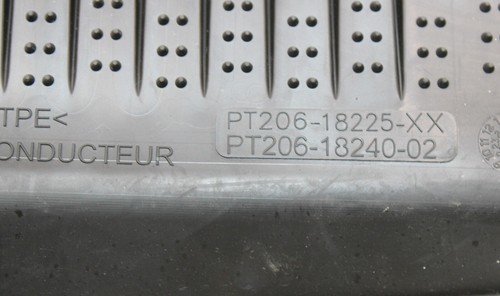 TPE<
ONDUCTEUR
PT206-18225-XX
PT206-18240-02